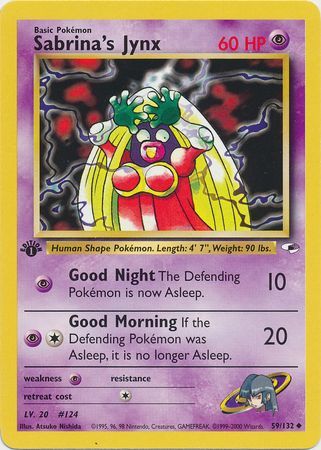 Basic Pokémon
Sabrina's Jynx
60 HP
EDITION
1
Human Shape Pokémon. Length: 4' 7", Weight: 90 lbs.
Good Night The Defending
Pokémon is now Asleep.
10
Good Morning If the
Defending Pokémon was
Asleep, it is no longer Asleep.
20
weakness
resistance
retreat cost
LV. 20 #124
Illus. Atsuko Nishida
©1995, 96, 98 Nintendo, Creatures, GAMEFREAK. ©1999-2000 Wizards.
59/132